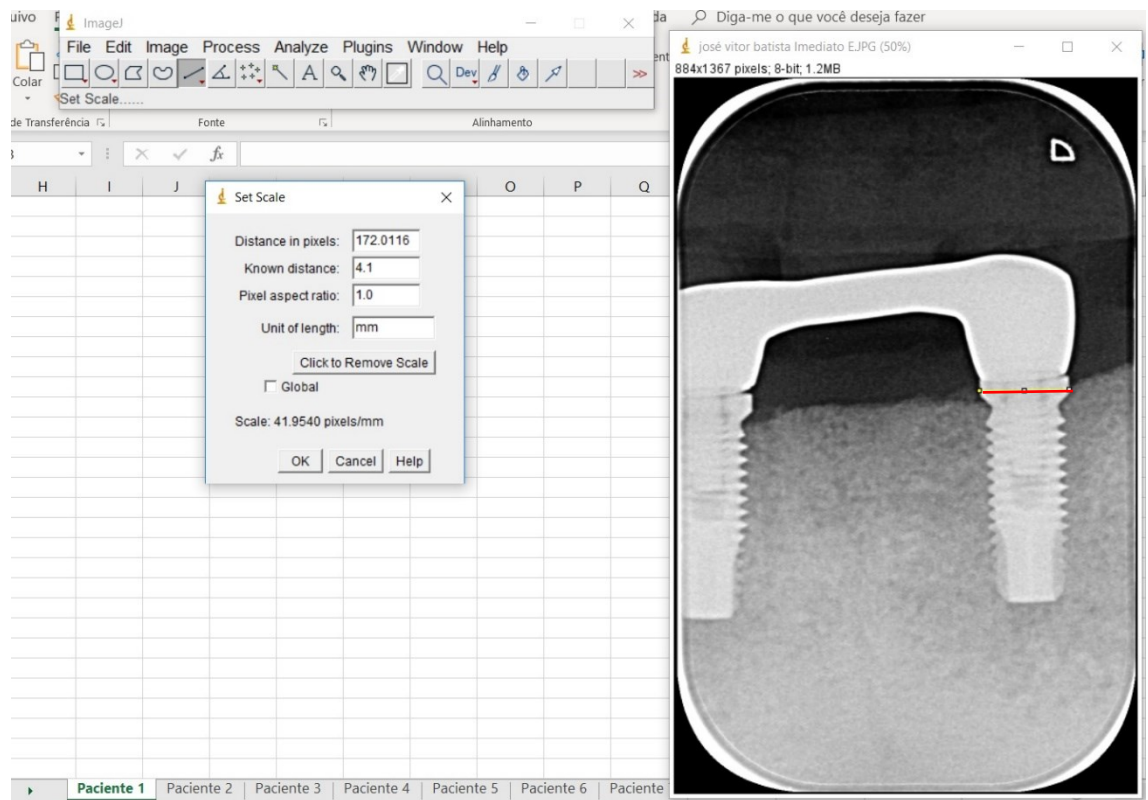 uivo
ImageJ
da
Diga-me o que você deseja fazer
File Edit Image Process Analyze Plugins Window Help
Colar
Dev
>>
Set Scale......
de Transferência
Fonte
Alinhamento
fx
H I J O P Q
Set Scale
Distance in pixels: 172.0116
Known distance: 4.1
Pixel aspect ratio: 1.0
Unit of length: mm
Click to Remove Scale
Global
Scale: 41.9540 pixels/mm
OK Cancel Help
josé vitor batista Imediato E.JPG (50%)
884x1367 pixels; 8-bit; 1.2MB
Paciente 1 Paciente 2 Paciente 3 Paciente 4 Paciente 5 Paciente 6 Paciente